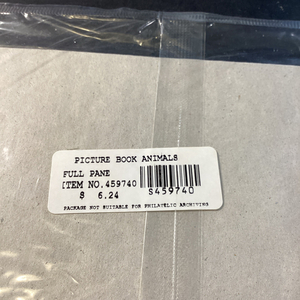 PICTURE BOOK ANIMALS
FULL PANE
ITEM NO.459740
$ 6.24
S459740
PACKAGE NOT SUITABLE FOR PHILATELIC ARCHIVING